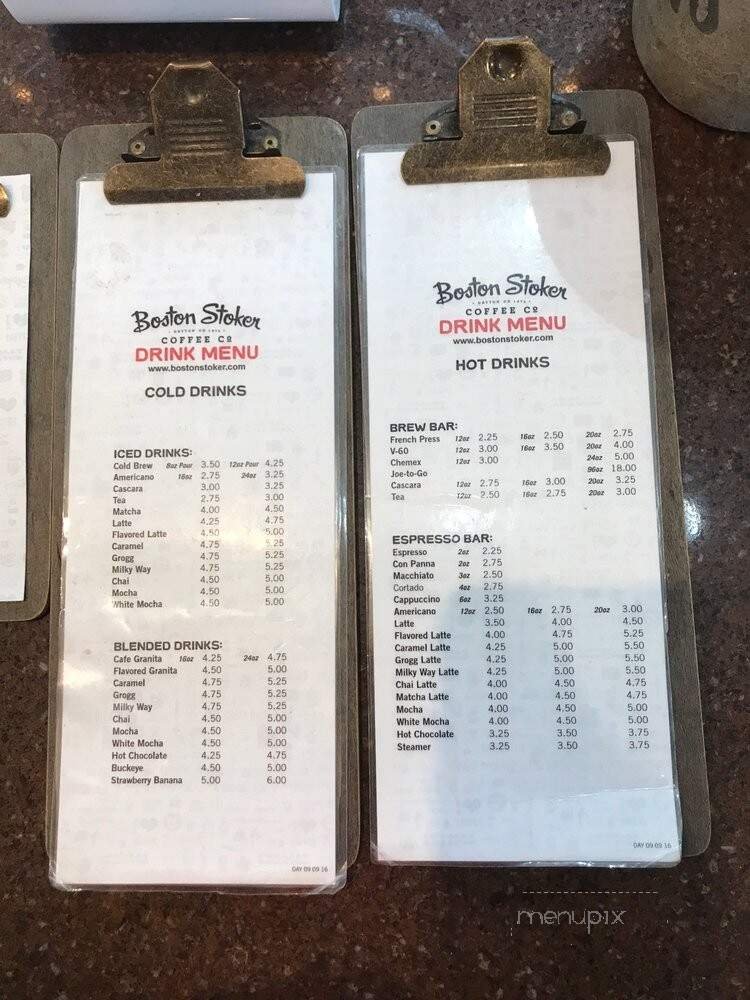 Boston Stoker
DAYTON OH 1973
COFFEE Co
DRINK MENU
www.bostonstoker.com
COLD DRINKS
ICED DRINKS:
Cold Brew 8oz Pour 3.50 12oz Pour 4.25
Americano 16oz 2.75 24oz 3.25
Cascara 3.00 3.25
Tea 2.75 3.00
Matcha 4.00 4.50
Latte 4.25 4.75
Flavored Latte 4.50 5.00
Caramel 4.75 5.25
Grogg 4.75 5.25
Milky Way 4.75 5.25
Chai 4.50 5.00
Mocha 4.50 5.00
White Mocha 4.50 5.00
BLENDED DRINKS:
Cafe Granita 16oz 4.25 24oz 4.75
Flavored Granita 4.50 5.00
Caramel 4.75 5.25
Grogg 4.75 5.25
Milky Way 4.75 5.25
Chai 4.50 5.00
Mocha 4.50 5.00
White Mocha 4.50 5.00
Hot Chocolate 4.25 4.75
Buckeye 4.50 5.00
Strawberry Banana 5.00 6.00
DAY 09 09 16
Boston Stoker
DAYTON OH 1973
COFFEE Co
DRINK MENU
www.bostonstoker.com
HOT DRINKS
BREW BAR:
French Press 12oz 2.25 16oz 2.50 20oz 2.75
V-60 12oz 3.00 16oz 3.50 20oz 4.00
Chemex 12oz 3.00 24oz 5.00
Joe-to-Go 96oz 18.00
Cascara 12oz 2.75 16oz 3.00 20oz 3.25
Tea 12oz 2.50 16oz 2.75 20oz 3.00
ESPRESSO BAR:
Espresso 2oz 2.25
Con Panna 2oz 2.75
Macchiato 3oz 2.50
Cortado 4oz 2.75
Cappuccino 6oz 3.25
Americano 12oz 2.50 16oz 2.75 20oz 3.00
Latte 3.50 4.00 4.50
Flavored Latte 4.00 4.75 5.25
Caramel Latte 4.25 5.00 5.50
Grogg Latte 4.25 5.00 5.50
Milky Way Latte 4.25 5.00 5.50
Chai Latte 4.00 4.50 4.75
Matcha Latte 4.00 4.50 4.75
Mocha 4.00 4.50 5.00
White Mocha 4.00 4.50 5.00
Hot Chocolate 3.25 3.50 3.75
Steamer 3.25 3.50 3.75
DAY 09 09 16
menupix